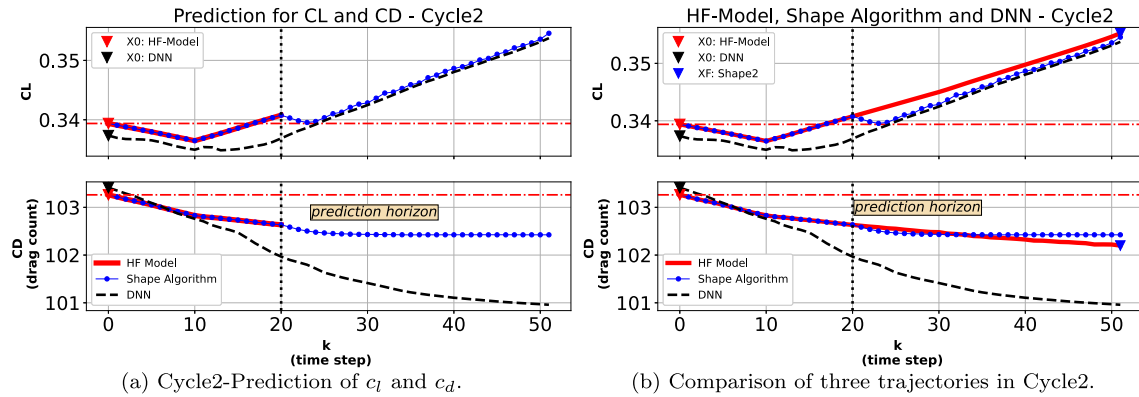 Prediction for CL and CD - Cycle2
CL
0.35
0.34
X0: HF-Model
X0: DNN
CD
(drag count)
103
102
101
prediction horizon
HF Model
Shape Algorithm
DNN
0 10 20 30 40 50
k
(time step)
(a) Cycle2-Prediction of c_l and c_d.
HF-Model, Shape Algorithm and DNN - Cycle2
CL
0.35
0.34
X0: HF-Model
X0: DNN
XF: Shape2
CD
(drag count)
103
102
101
prediction horizon
HF Model
Shape Algorithm
DNN
0 10 20 30 40 50
k
(time step)
(b) Comparison of three trajectories in Cycle2.